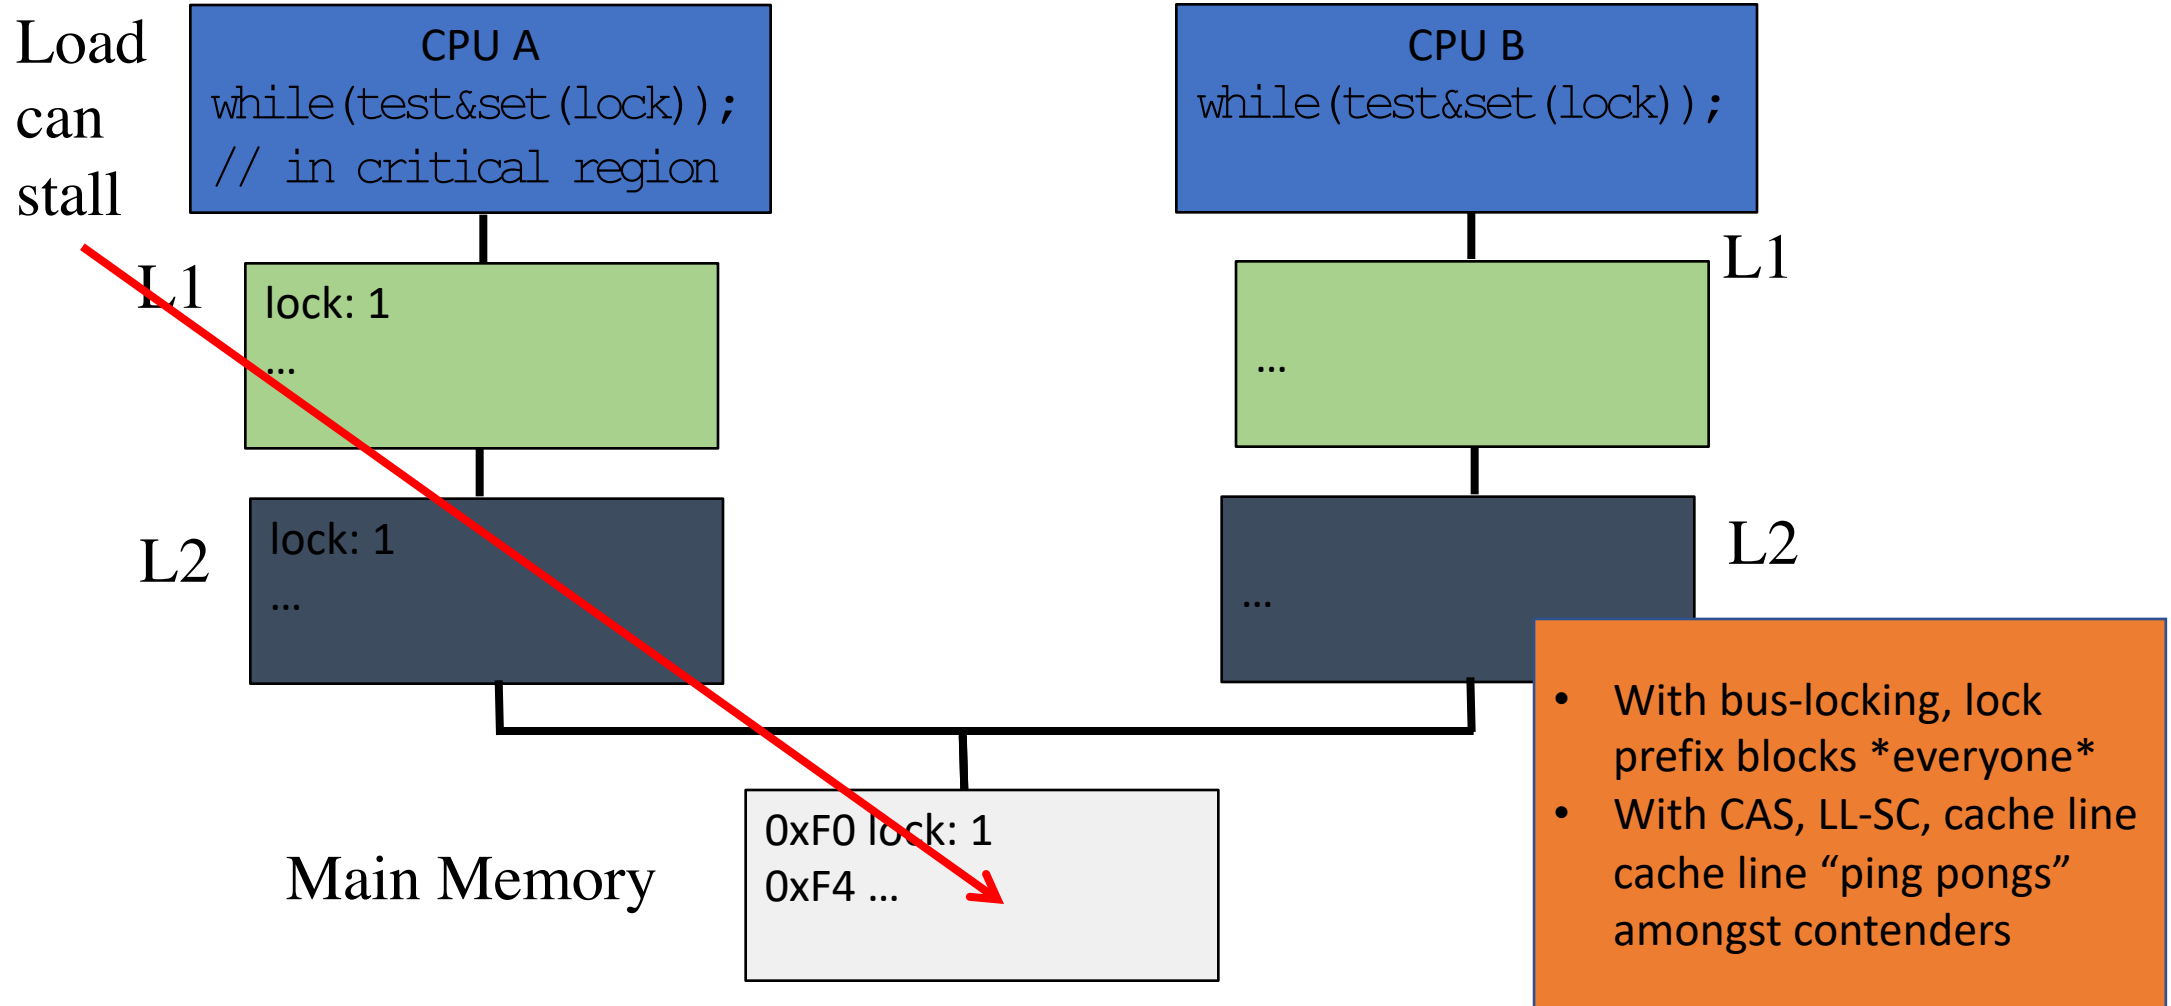 Load
can
stall
CPU A
while(test&set(lock));
// in critical region
CPU B
while(test&set(lock));
L1
lock: 1
…
…
L1
L2
lock: 1
…
…
L2
Main Memory
0xF0 lock: 1
0xF4 …
• With bus-locking, lock
prefix blocks *everyone*
• With CAS, LL-SC, cache line
cache line “ping pongs”
amongst contenders